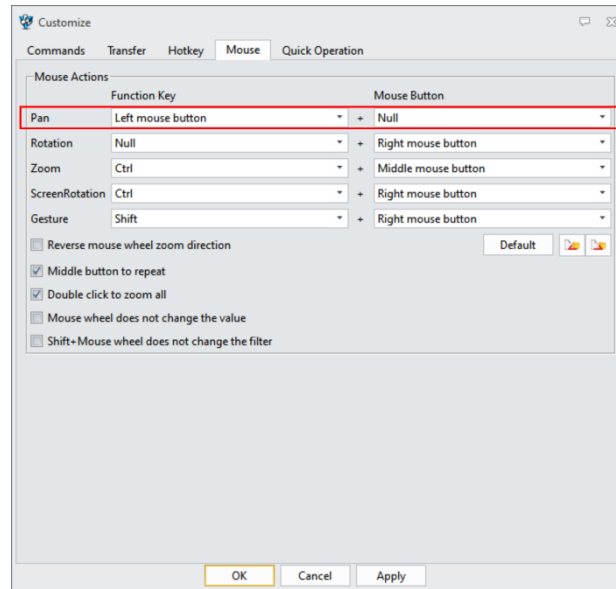 Customize
Commands Transfer Hotkey Mouse Quick Operation
Mouse Actions
Function Key Mouse Button
Pan Left mouse button + Null
Rotation Null + Right mouse button
Zoom Ctrl + Middle mouse button
ScreenRotation Ctrl + Right mouse button
Gesture Shift + Right mouse button
Reverse mouse wheel zoom direction Default
Middle button to repeat
Double click to zoom all
Mouse wheel does not change the value
Shift+Mouse wheel does not change the filter
OK Cancel Apply